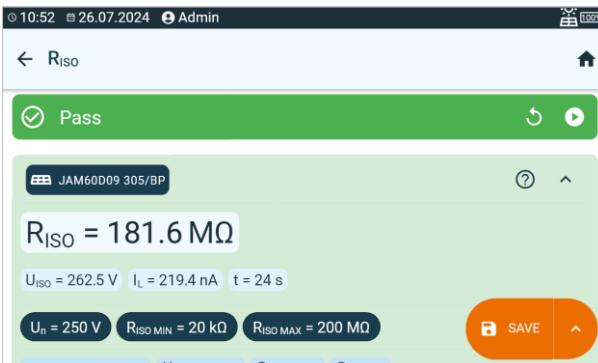 10:52 26.07.2024 Admin 100%
RISO
Pass
JAM60D09 305/BP
RISO = 181.6 MΩ
UISO = 262.5 V IL = 219.4 nA t = 24 s
Un = 250 V RISO MIN = 20 kΩ RISO MAX = 200 MΩ
SAVE